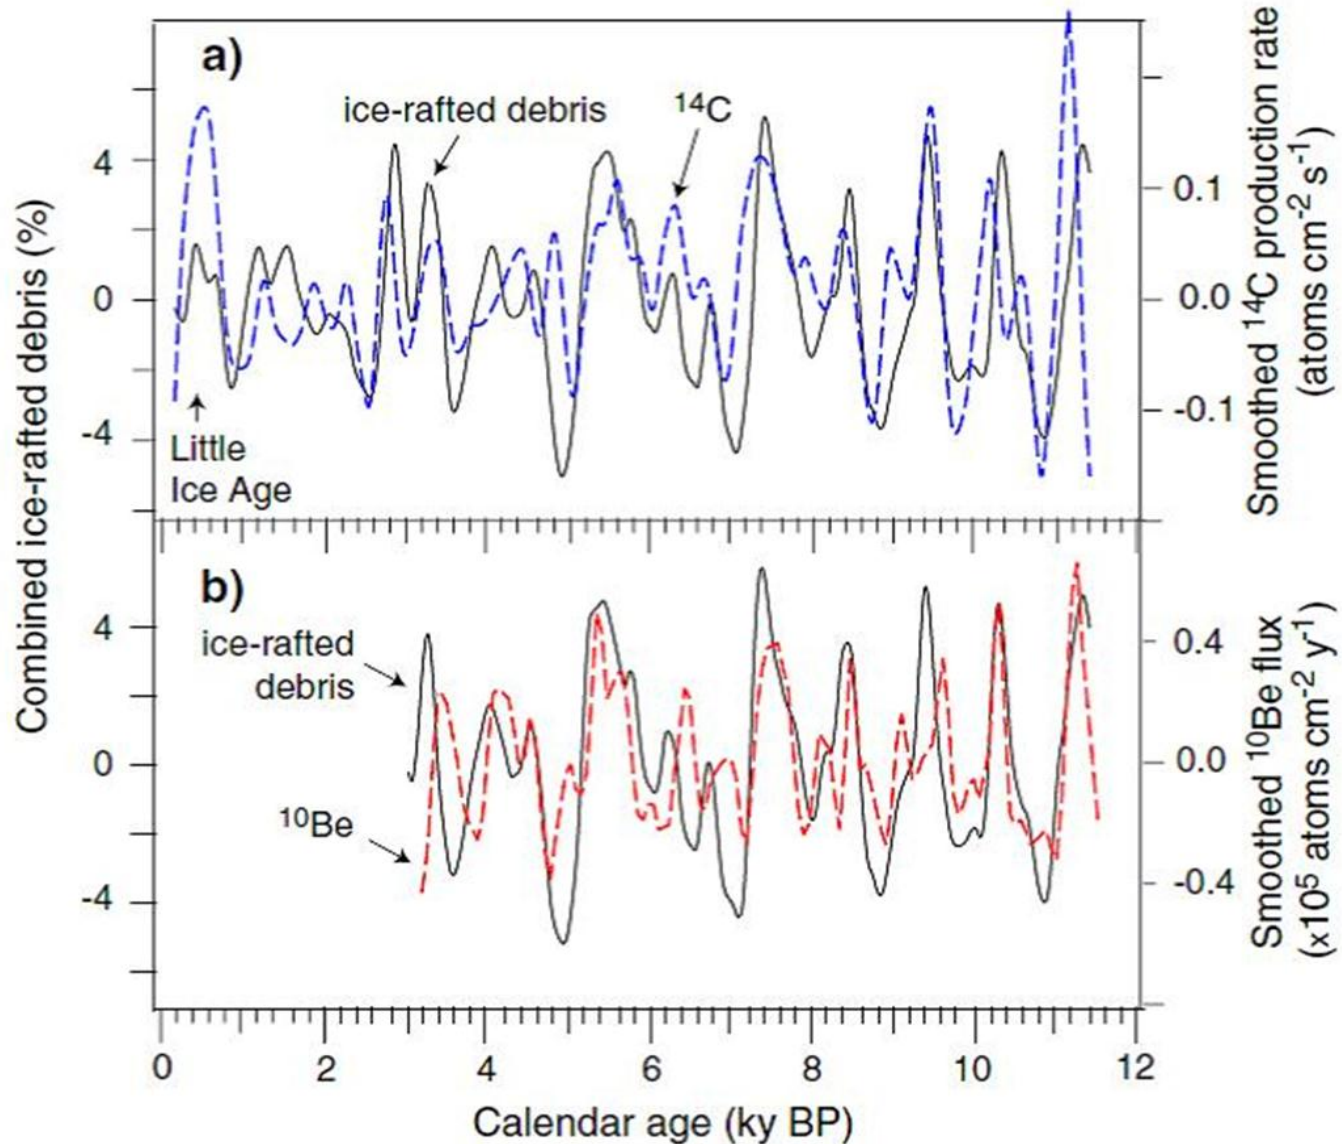 a)
ice-rafted debris
14C
4
0
-4
0.1
0.0
-0.1
Little
Ice Age
Combined ice-rafted debris (%)
Smoothed 14C production rate
(atoms cm-2 s-1)
b)
ice-rafted
debris
10Be
4
0
-4
0.4
0.0
-0.4
Smoothed 10Be flux
(x105 atoms cm-2 y-1)
0 2 4 6 8 10 12
Calendar age (ky BP)